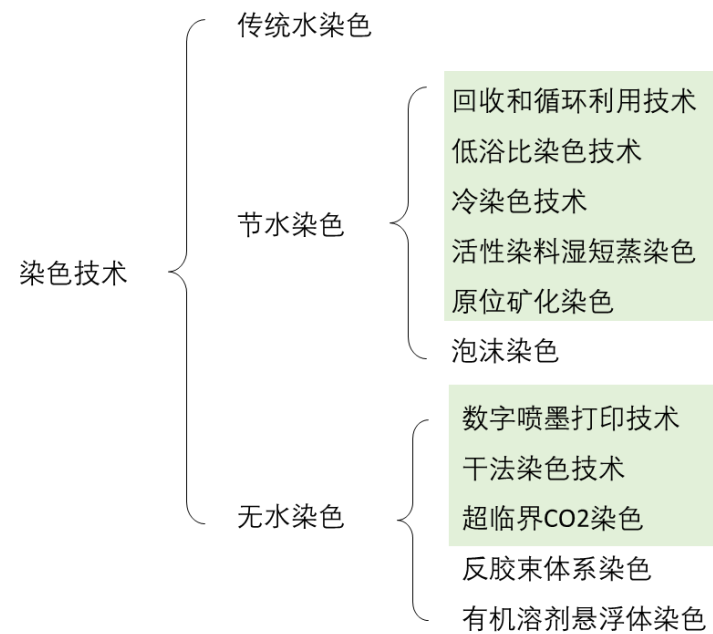 传统水染色
回收和循环利用技术
低浴比染色技术
冷染色技术
节水染色
活性染料湿短蒸染色
原位矿化染色
染色技术
泡沫染色
数字喷墨打印技术
干法染色技术
无水染色
超临界CO2染色
反胶束体系染色
有机溶剂悬浮体染色